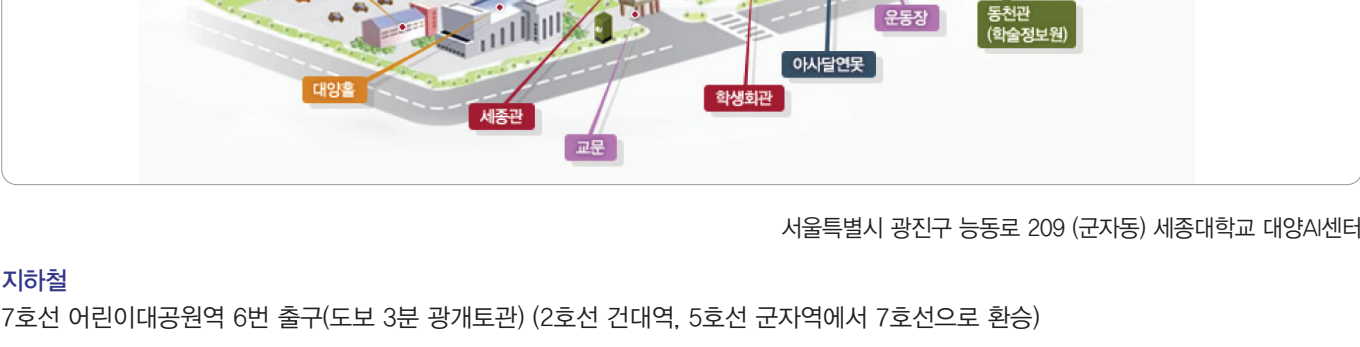 운동장
동천관
(학술정보원)
아사달연못
대양홀
학생회관
세종관
교문
서울특별시 광진구 능동로 209 (군자동) 세종대학교 대양AI센터
지하철
7호선 어린이대공원역 6번 출구(도보 3분 광개토관) (2호선 건대역, 5호선 군자역에서 7호선으로 환승)